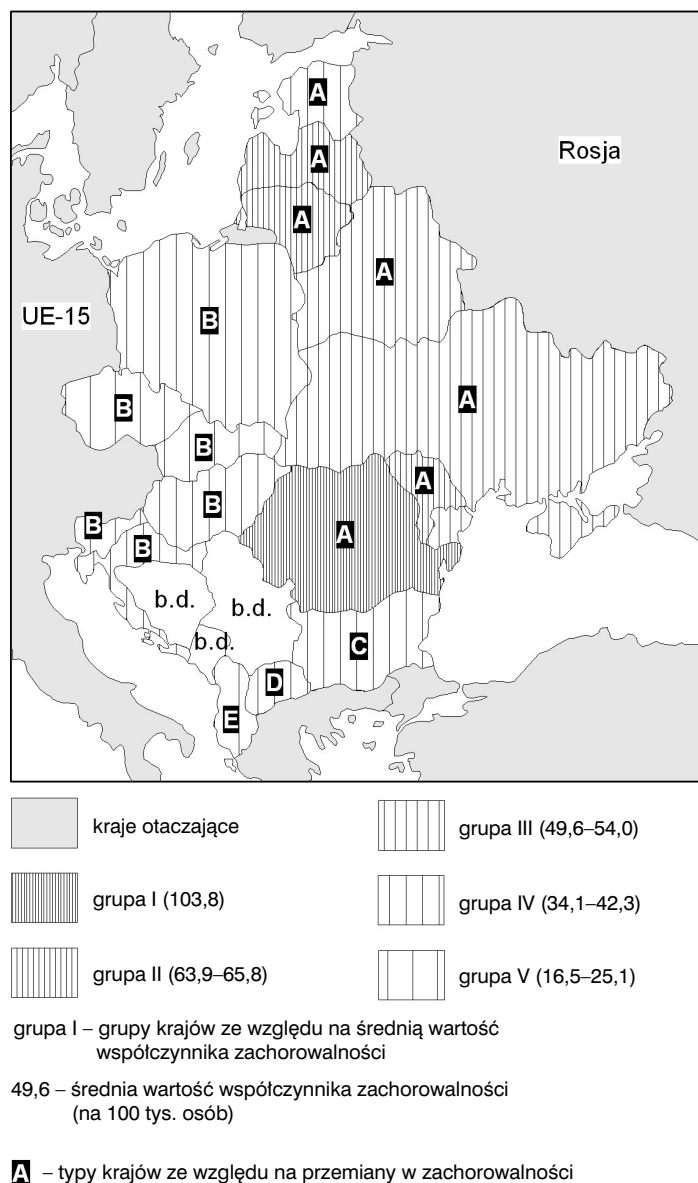 A
A
Rosja
A
A
UE-15
B
A
B
B
A
B
A
B
B
b.d.
b.d.
b.d.
C
D
E
kraje otaczające
grupa III (49,6–54,0)
grupa I (103,8)
grupa IV (34,1–42,3)
grupa II (63,9–65,8)
grupa V (16,5–25,1)
grupa I – grupy krajów ze względu na średnią wartość
współczynnika zachorowalności
49,6 – średnia wartość współczynnika zachorowalności
(na 100 tys. osób)
A – typy krajów ze względu na przemiany w zachorowalności